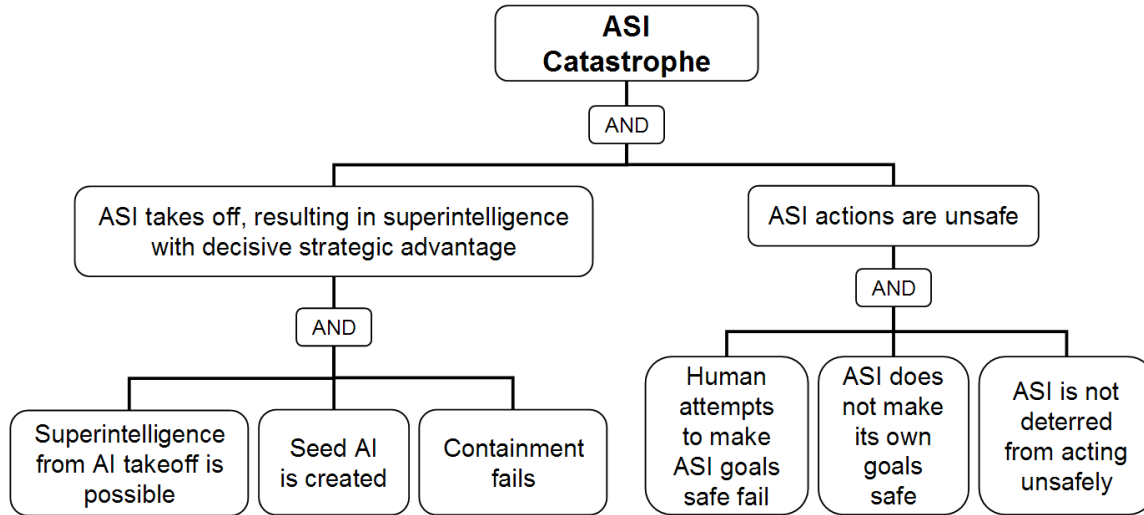 ASI
Catastrophe
AND
ASI takes off, resulting in superintelligence
with decisive strategic advantage
ASI actions are unsafe
AND
AND
Superintelligence
from AI takeoff is
possible
Seed AI
is created
Containment
fails
Human
attempts
to make
ASI goals
safe fail
ASI does
not make
its own
goals
safe
ASI is not
deterred
from acting
unsafely